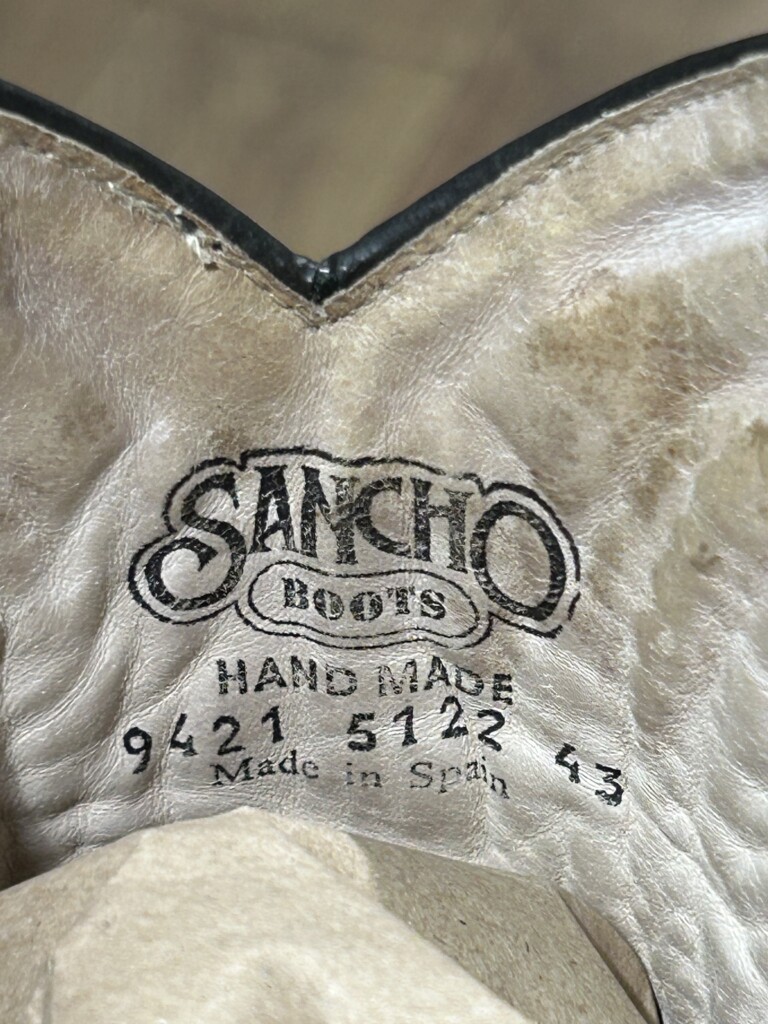 SANCHO
BOOTS
HAND MADE
9421 5122 43
Made in Spain